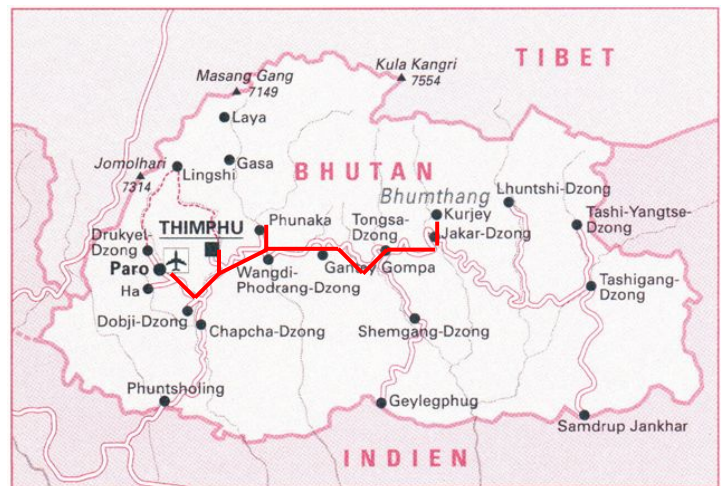 TIBET
Kula Kangri
7554
Masang Gang
7149
Laya
Jomolhari
7314
Lingshi
Gasa
BHUTAN
Bhumthang
Lhuntshi-Dzong
THIMPHU
Phunaka
Tongsa-
Dzong
Kurjey
Jakar-Dzong
Tashi-Yangtse-
Dzong
Drukyel-
Dzong
Paro
Ha
Wangdi-
Phodrang-Dzong
Gantey Gompa
Tashigang-
Dzong
Dobji-Dzong
Chapcha-Dzong
Shemgang-Dzong
Phuntsholing
Geylegphug
Samdrup Jankhar
INDIEN